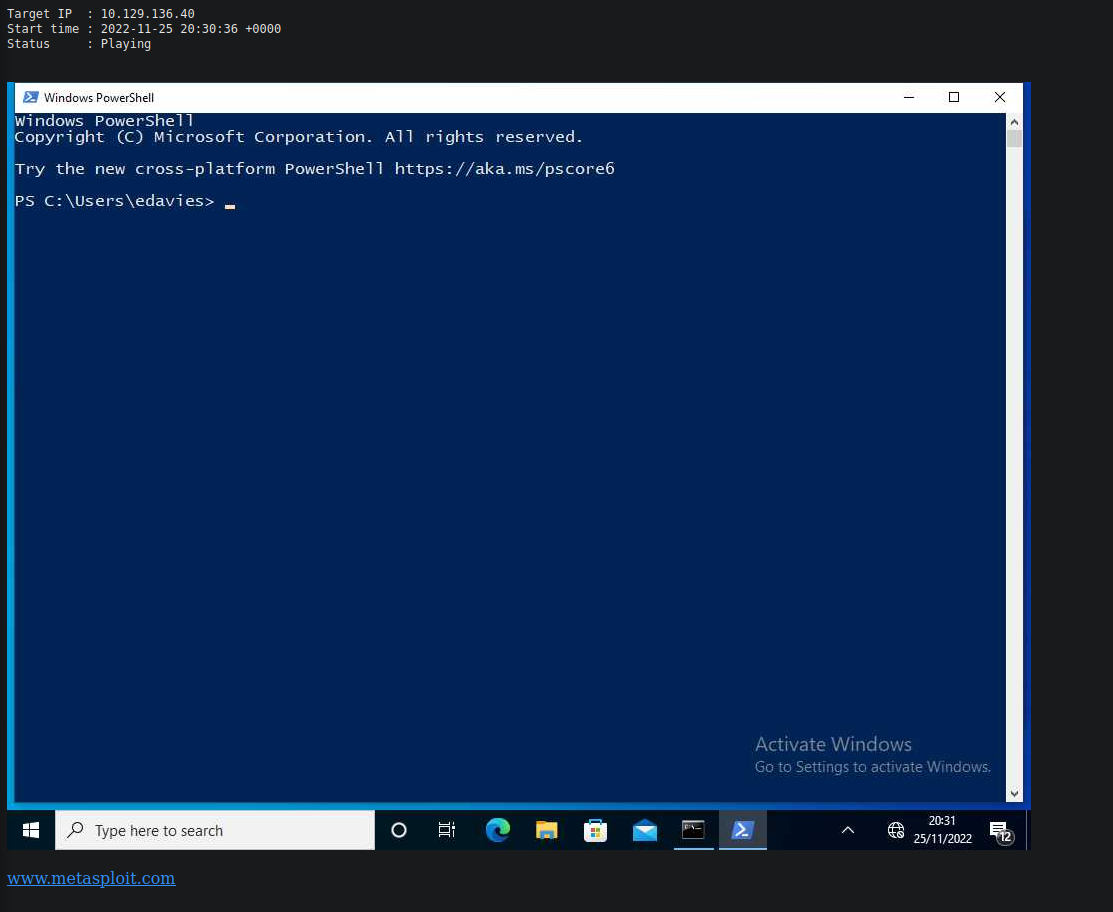 Target IP  : 10.129.136.40
Start time : 2022-11-25 20:30:36 +0000
Status     : Playing
Windows PowerShell
Windows PowerShell
Copyright (C) Microsoft Corporation. All rights reserved.
Try the new cross-platform PowerShell https://aka.ms/pscore6
PS C:\Users\edavies> _
Activate Windows
Go to Settings to activate Windows.
Type here to search
20:31
25/11/2022
12
www.metasploit.com